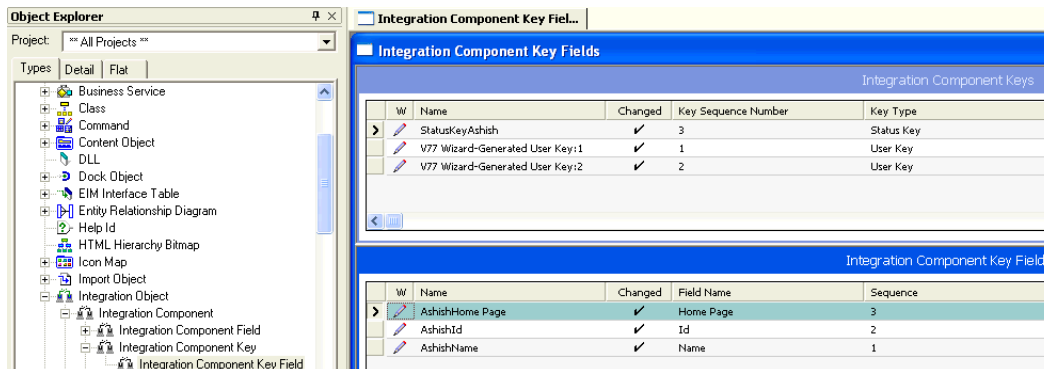 Object Explorer
Project: ** All Projects **
Types Detail Flat
Business Service
Class
Command
Content Object
DLL
Dock Object
EIM Interface Table
Entity Relationship Diagram
Help Id
HTML Hierarchy Bitmap
Icon Map
Import Object
Integration Object
Integration Component
Integration Component Field
Integration Component Key
Integration Component Key Field
Integration Component Key Fiel...
Integration Component Key Fields
Integration Component Keys
W Name Changed Key Sequence Number Key Type
StatusKeyAshish 3 Status Key
V77 Wizard-Generated User Key:1 1 User Key
V77 Wizard-Generated User Key:2 2 User Key
Integration Component Key Field
W Name Changed Field Name Sequence
AshishHome Page Home Page 3
AshishId Id 2
AshishName Name 1